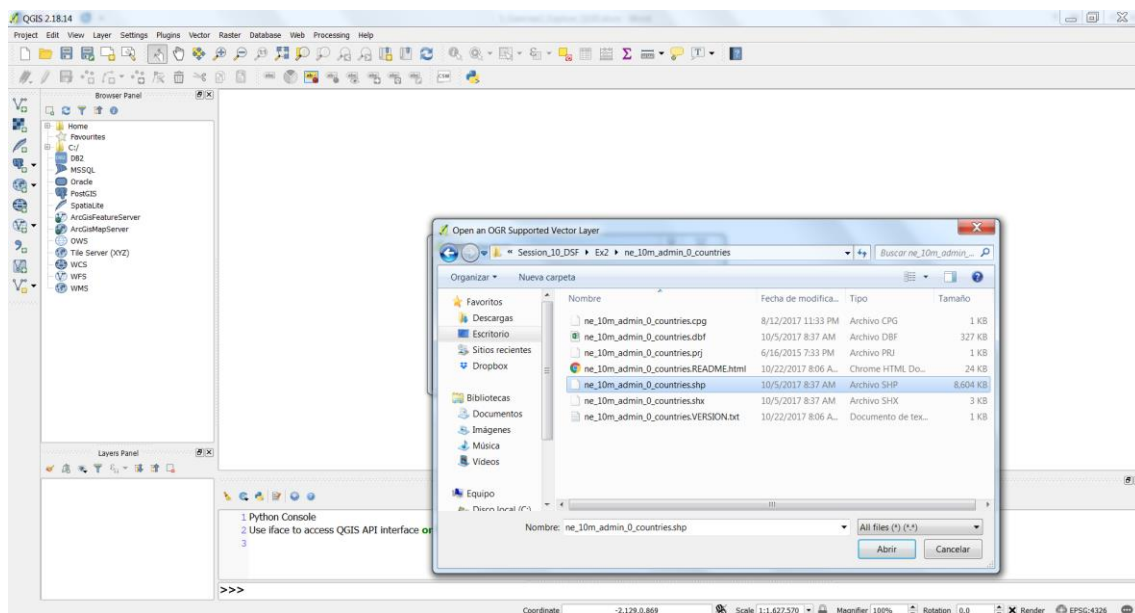 QGIS 2.18.14
Project Edit View Layer Settings Plugins Vector Raster Database Web Processing Help
Browser Panel
Home
Favourites
C:/
DB2
MSSQL
Oracle
PostGIS
SpatiaLite
ArcGisFeatureServer
ArcGisMapServer
OWS
Tile Server (XYZ)
WCS
WFS
WMS
Layers Panel
1 Python Console
2 Use iface to access QGIS API interface or
3
>>>
Open an OGR Supported Vector Layer
« Session_10_DSF Ex2 ne_10m_admin_0_countries
Buscar ne_10m_admin_...
Organizar Nueva carpeta
Favoritos
Descargas
Escritorio
Sitios recientes
Dropbox
Bibliotecas
Documentos
Imágenes
Música
Vídeos
Equipo
Disco local (C:)
Nombre Fecha de modifica... Tipo Tamaño
ne_10m_admin_0_countries.cpg 8/12/2017 11:33 PM Archivo CPG 1 KB
ne_10m_admin_0_countries.dbf 10/5/2017 8:37 AM Archivo DBF 327 KB
ne_10m_admin_0_countries.prj 6/16/2015 7:33 PM Archivo PRJ 1 KB
ne_10m_admin_0_countries.README.html 10/22/2017 8:06 A... Chrome HTML Do... 24 KB
ne_10m_admin_0_countries.shp 10/5/2017 8:37 AM Archivo SHP 8,604 KB
ne_10m_admin_0_countries.shx 10/5/2017 8:37 AM Archivo SHX 3 KB
ne_10m_admin_0_countries.VERSION.txt 10/22/2017 8:06 A... Documento de tex... 1 KB
Nombre: ne_10m_admin_0_countries.shp
All files (*) (*.*)
Abrir Cancelar
Coordinate -2.129,0.869 Scale 1:1.627.570 Magnifier 100% Rotation 0,0 Render EPSG:4326